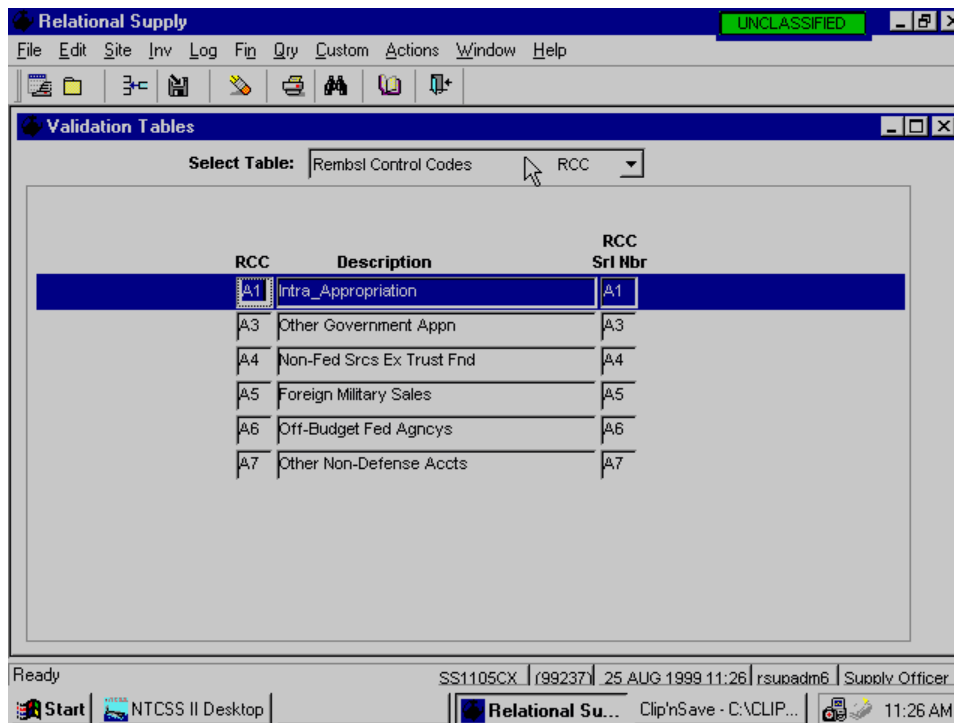 Relational Supply UNCLASSIFIED
File Edit Site Inv Log Fin Qry Custom Actions Window Help
Validation Tables
Select Table: Rembsl Control Codes RCC
RCC
RCC Description Srl Nbr
A1 Intra_Appropriation A1
A3 Other Government Appn A3
A4 Non-Fed Srcs Ex Trust Fnd A4
A5 Foreign Military Sales A5
A6 Off-Budget Fed Agncys A6
A7 Other Non-Defense Accts A7
Ready SS1105CX (99237) 25 AUG 1999 11:26 rsupadm6 Supply Officer
Start NTCSS II Desktop Relational Su... Clip'nSave - C:\CLIP... 11:26 AM